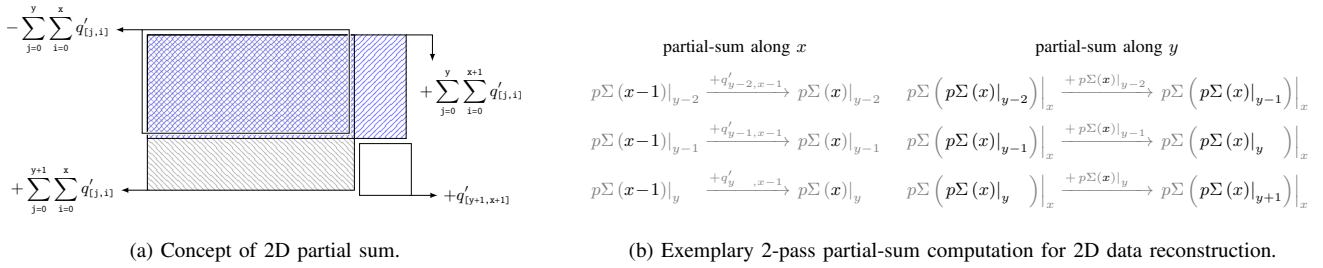 − ∑_{j=0}^{y} ∑_{i=0}^{x} q′_{[j,i]}
+ ∑_{j=0}^{y} ∑_{i=0}^{x+1} q′_{[j,i]}
+ ∑_{j=0}^{y+1} ∑_{i=0}^{x} q′_{[j,i]}
+q′_{[y+1,x+1]}
(a) Concept of 2D partial sum.
partial-sum along x
partial-sum along y
pΣ (x−1)|_{y−2} +q′_{y−2,x−1} → pΣ (x)|_{y−2}
pΣ (pΣ (x)|_{y−2})|_x + pΣ(x)|_{y−2} → pΣ (pΣ (x)|_{y−1})|_x
pΣ (x−1)|_{y−1} +q′_{y−1,x−1} → pΣ (x)|_{y−1}
pΣ (pΣ (x)|_{y−1})|_x + pΣ(x)|_{y−1} → pΣ (pΣ (x)|_y)|_x
pΣ (x−1)|_y +q′_{y ,x−1} → pΣ (x)|_y
pΣ (pΣ (x)|_y)|_x + pΣ(x)|_y → pΣ (pΣ (x)|_{y+1})|_x
(b) Exemplary 2-pass partial-sum computation for 2D data reconstruction.